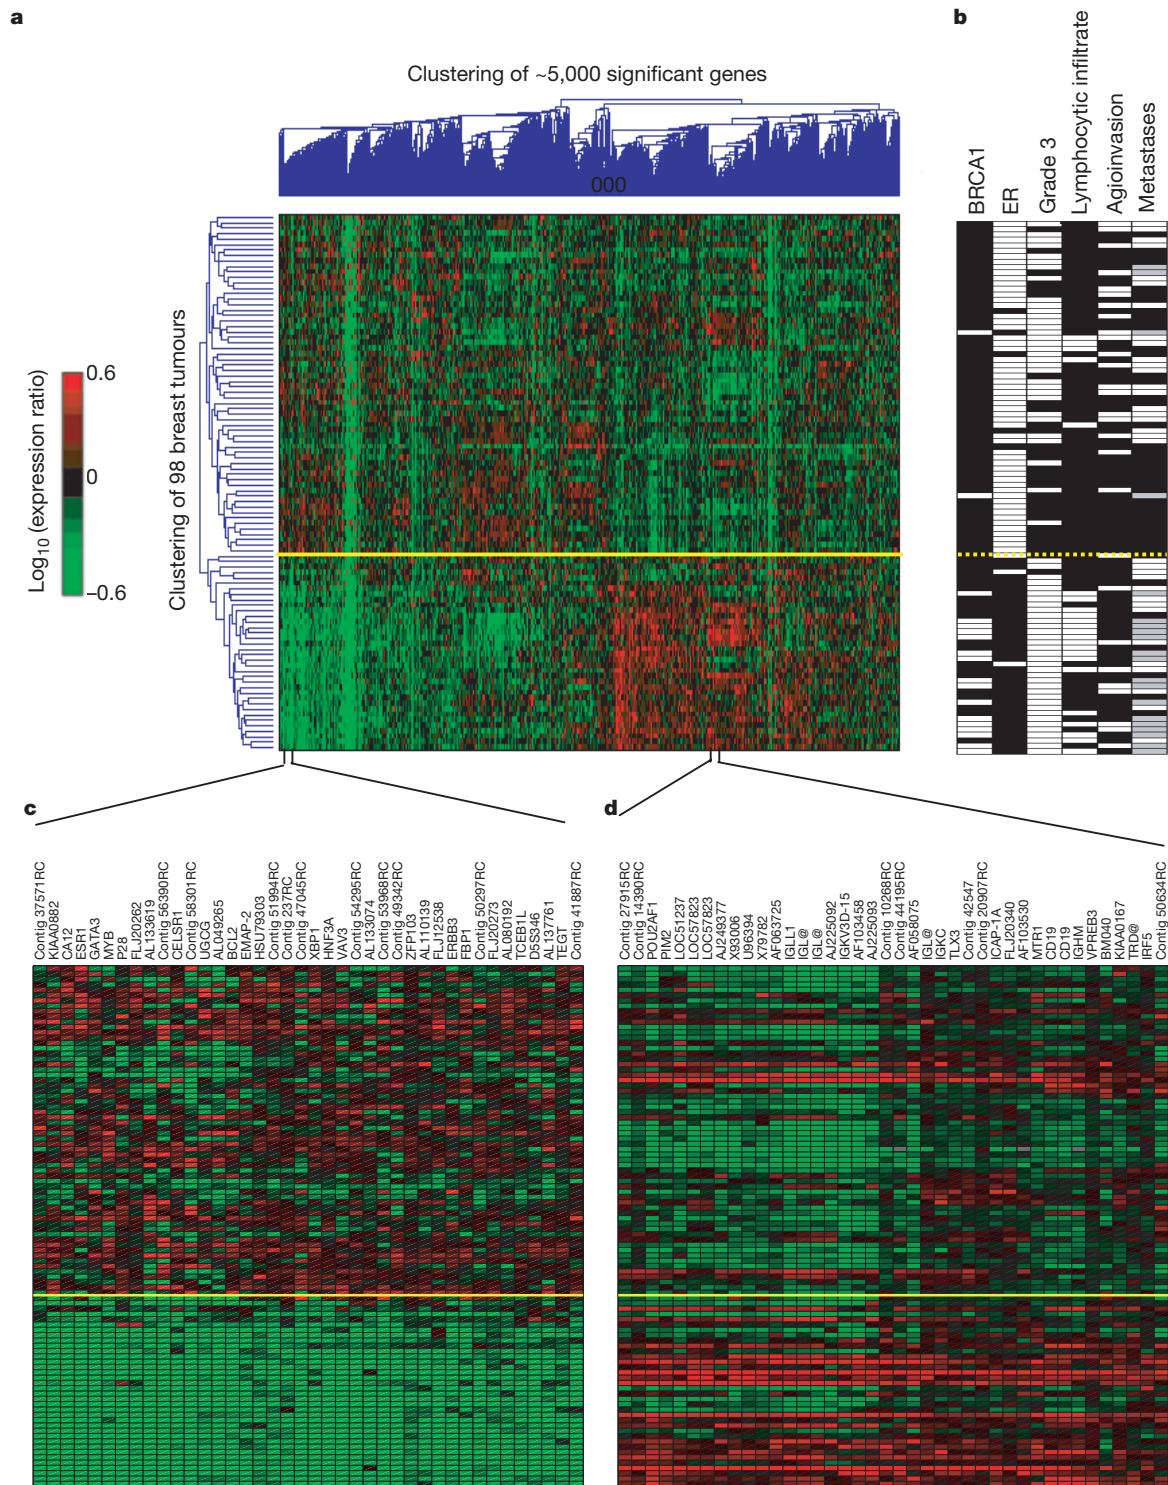 a
b
Clustering of ~5,000 significant genes
000
Clustering of 98 breast tumours
Log10 (expression ratio)
0.6
0
–0.6
BRCA1
ER
Grade 3
Lymphocytic infiltrate
Agioinvasion
Metastases
c
d
Contig 37571RC
KIAA0882
CA12
ESR1
GATA3
MYB
P28
FLJ20262
AL133619
Contig 56390RC
CELSR1
Contig 58301RC
UGCG
AL049265
BCL2
EMAP-2
HSU79303
Contig 51994RC
Contig 237RC
Contig 47045RC
XBP1
HNF3A
VAV3
Contig 54295RC
AL133074
Contig 53968RC
Contig 49342RC
ZFP103
AL110139
FLJ12538
ERBB3
FBP1
Contig 50297RC
FLJ20273
AL080192
TCEB1L
D5S346
AL137761
TEGT
Contig 41887RC
Contig 27915RC
Contig 14390RC
POU2AF1
PIM2
LOC51237
LOC57823
LOC57823
AJ249377
X93006
U96394
X79782
AF063725
IGLL1
IGL@
IGL@
AJ225092
IGKV3D-15
AF103458
AJ225093
Contig 10268RC
Contig 44195RC
AF058075
IGL@
IGKC
TLX3
Contig 42547
Contig 20907RC
CAP-1A
FLJ20340
AF103530
MTR1
CD19
CD19
IGHM
VPREB3
BM040
KIAA0167
TRD@
IRF5
Contig 50634RC